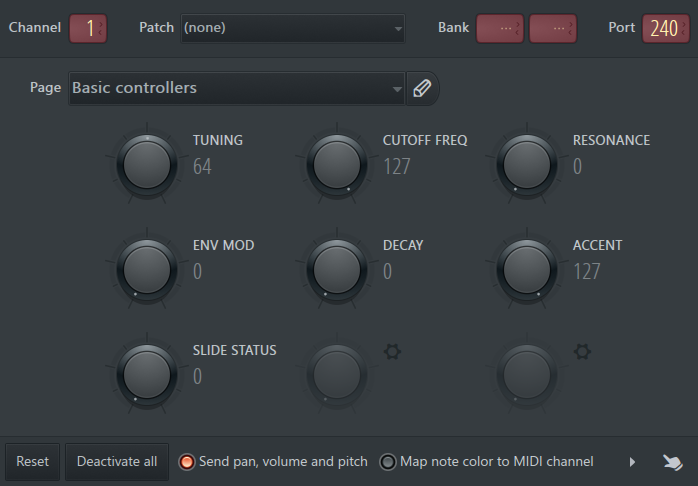 Channel 1 Patch (none) Bank ... ... Port 240
Page Basic controllers
TUNING CUTOFF FREQ RESONANCE
64 127 0
ENV MOD DECAY ACCENT
0 0 127
SLIDE STATUS
0
Reset Deactivate all Send pan, volume and pitch Map note color to MIDI channel